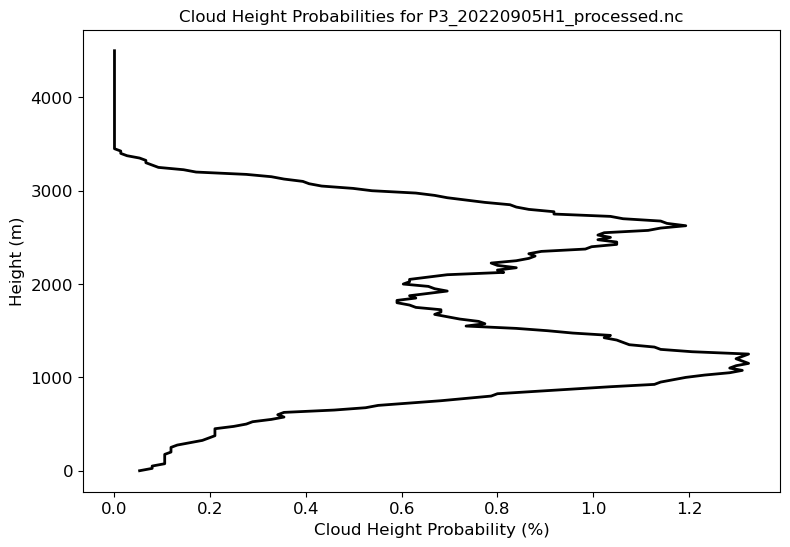 Cloud Height Probabilities for P3_20220905H1_processed.nc
4000
3000
2000
1000
0
Height (m)
0.0 0.2 0.4 0.6 0.8 1.0 1.2
Cloud Height Probability (%)